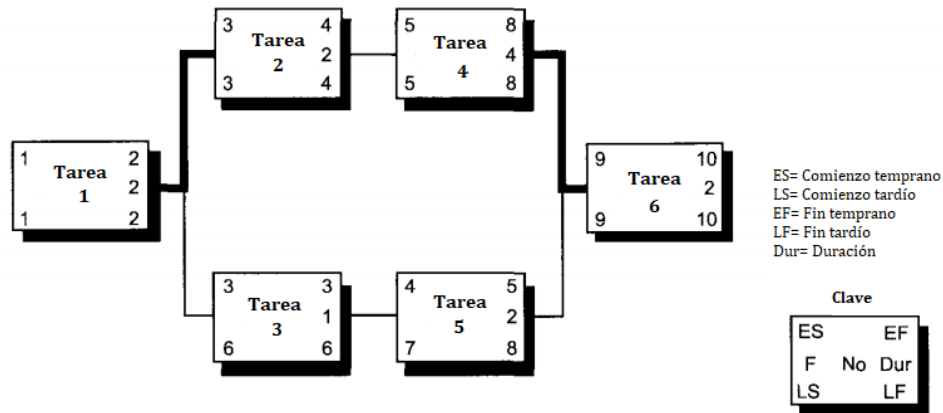 3 4
Tarea
2 2
3 4
5 8
Tarea
4 4
5 8
1 2
Tarea
1 2
1 2
9 10
Tarea
6 2
9 10
3 3
Tarea
3 1
6 6
4 5
Tarea
5 2
7 8
ES= Comienzo temprano
LS= Comienzo tardío
EF= Fin temprano
LF= Fin tardío
Dur= Duración
Clave
ES EF
F No Dur
LS LF